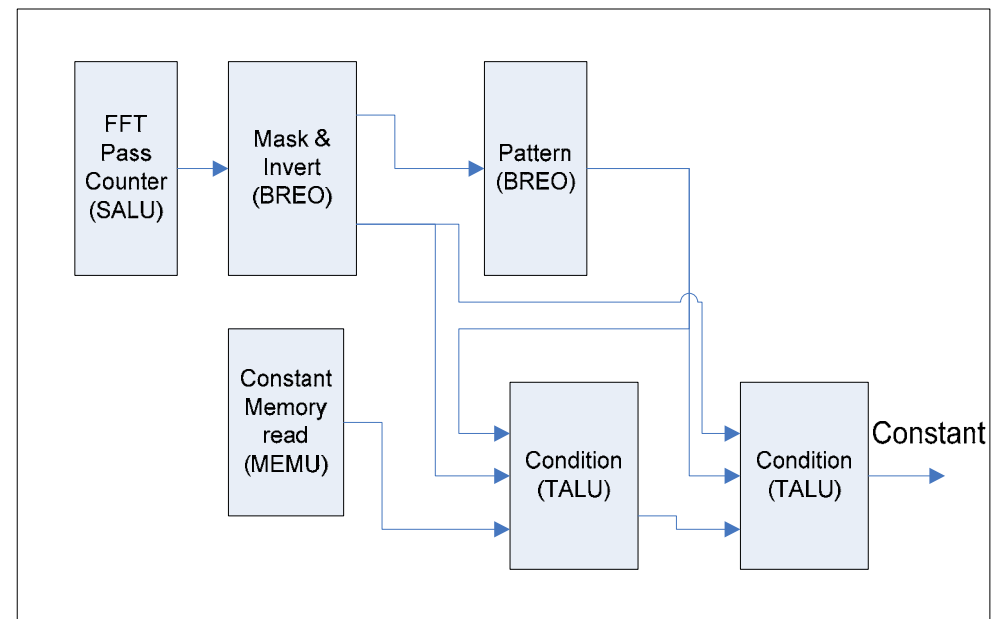 FFT
Pass
Counter
(SALU)
Mask &
Invert
(BREO)
Pattern
(BREO)
Constant
Memory
read
(MEMU)
Condition
(TALU)
Condition
(TALU)
Constant